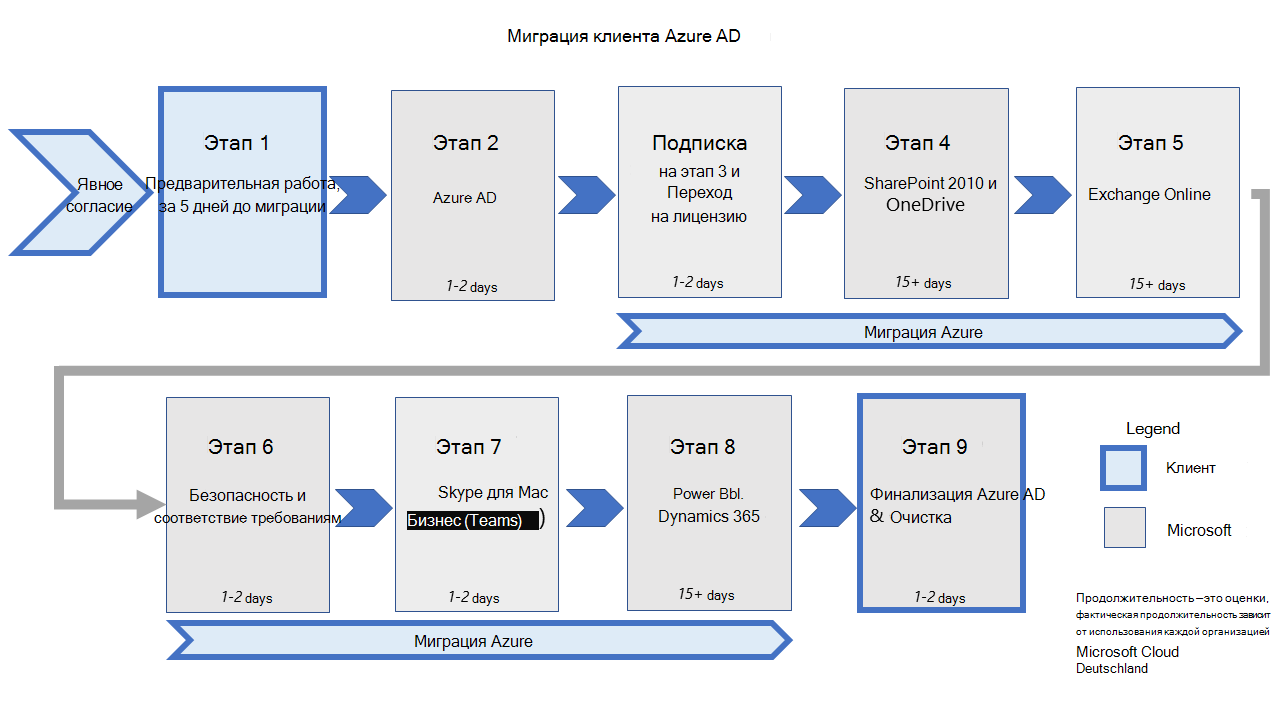 Миграция клиента Azure AD
Явное
согласие
Этап 1
Предварительная работа,
за 5 дней до миграции
Этап 2
Azure AD
1-2 days
Подписка
на этап 3 и
Переход
на лицензию
1-2 days
Этап 4
SharePoint 2010 и
OneDrive
15+ days
Этап 5
Exchange Online
15+ days
Миграция Azure
Этап 6
Безопасность и
соответствие требованиям
1-2 days
Этап 7
Skype для Mac
Бизнес (Teams) )
1-2 days
Этап 8
Power Bbl.
Dynamics 365
15+ days
Этап 9
Финализация Azure AD
& Очистка
1-2 days
Миграция Azure
Legend
Клиент
Microsoft
Продолжительность—это оценки,
фактическая продолжительность зависит
от использования каждой организацией
Microsoft Cloud
Deutschland